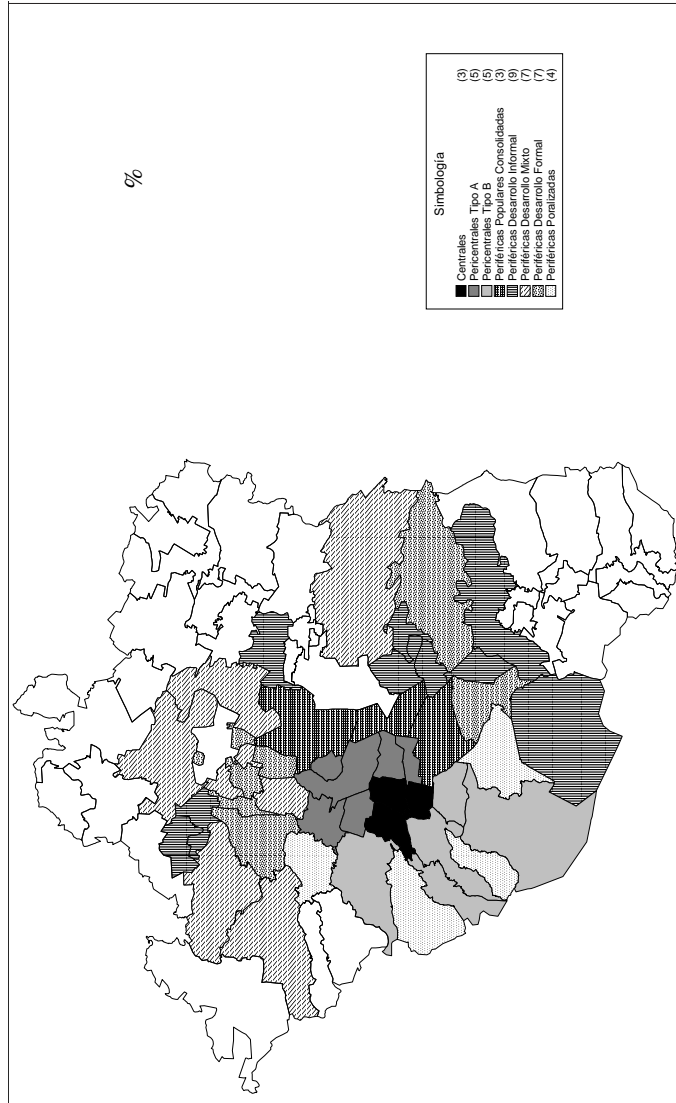 %
Simbología
Centrales (3)
Pericentrales Tipo A (5)
Pericentrales Tipo B (5)
Periféricas Populares Consolidadas (3)
Periféricas Desarrollo Informal (9)
Periféricas Desarrollo Mixto (7)
Periféricas Desarrollo Formal (7)
Periféricas Poralizadas (4)